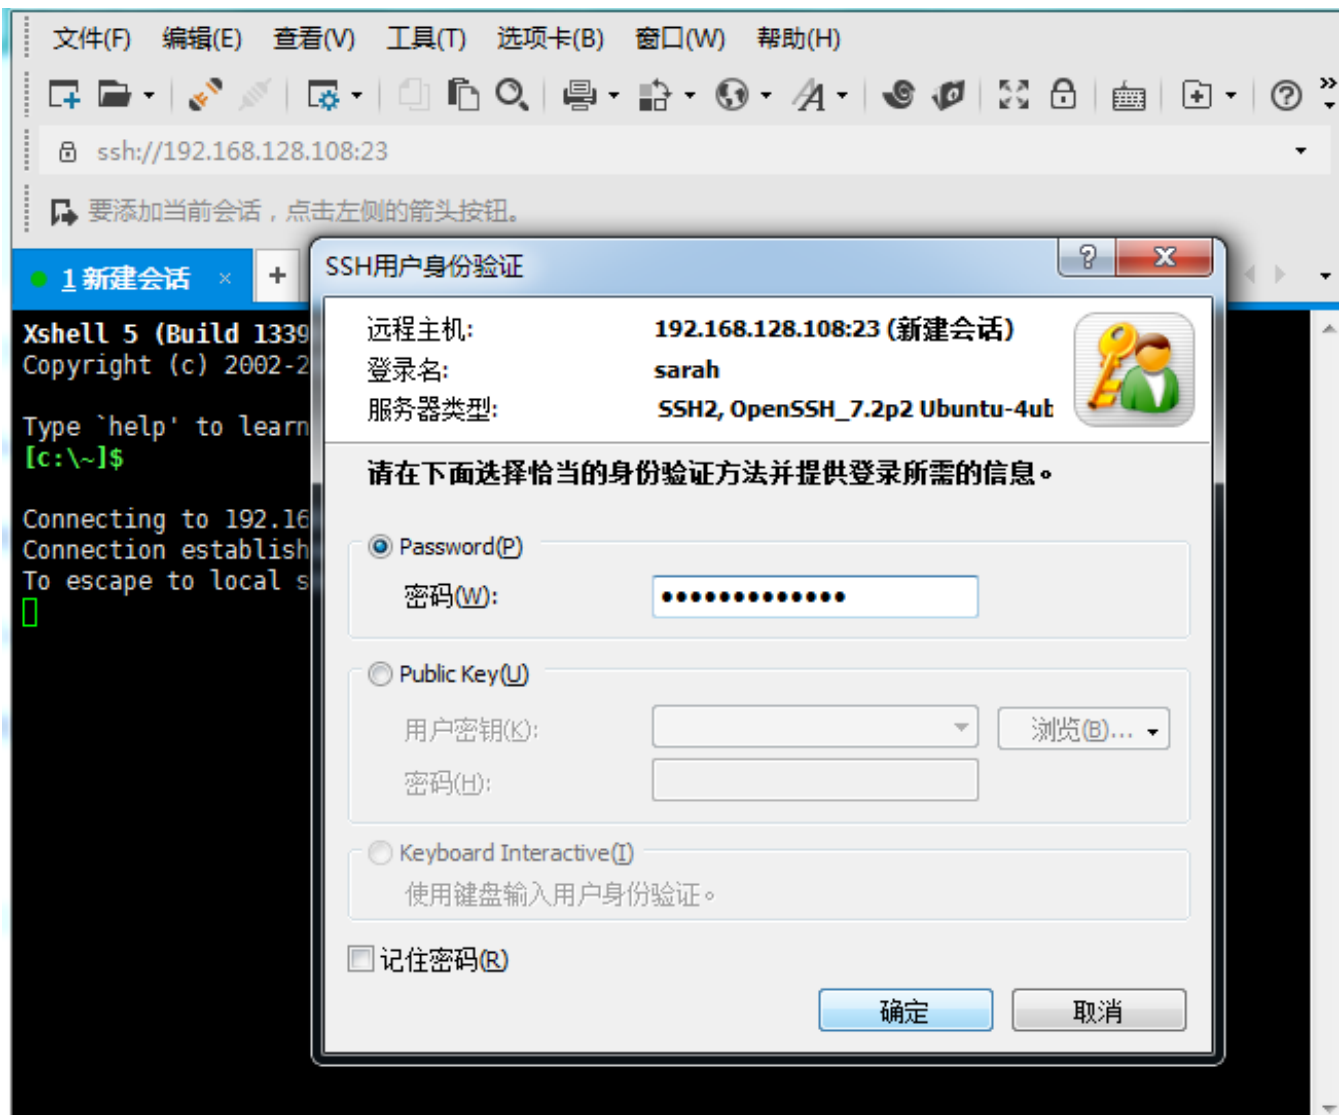 文件(F) 编辑(E) 查看(V) 工具(T) 选项卡(B) 窗口(W) 帮助(H)
ssh://192.168.128.108:23
要添加当前会话，点击左侧的箭头按钮。
1 新建会话
SSH用户身份验证
Xshell 5 (Build 1339
Copyright (c) 2002-2
Type `help' to learn
[c:\~]$
Connecting to 192.16
Connection establish
To escape to local s
远程主机: 192.168.128.108:23 (新建会话)
登录名: sarah
服务器类型: SSH2, OpenSSH_7.2p2 Ubuntu-4ub
请在下面选择恰当的身份验证方法并提供登录所需的信息。
Password(P)
密码(W): •••••••••••••
Public Key(U)
用户密钥(K): 浏览(B)...
密码(H):
Keyboard Interactive(I)
使用键盘输入用户身份验证。
记住密码(R)
确定 取消